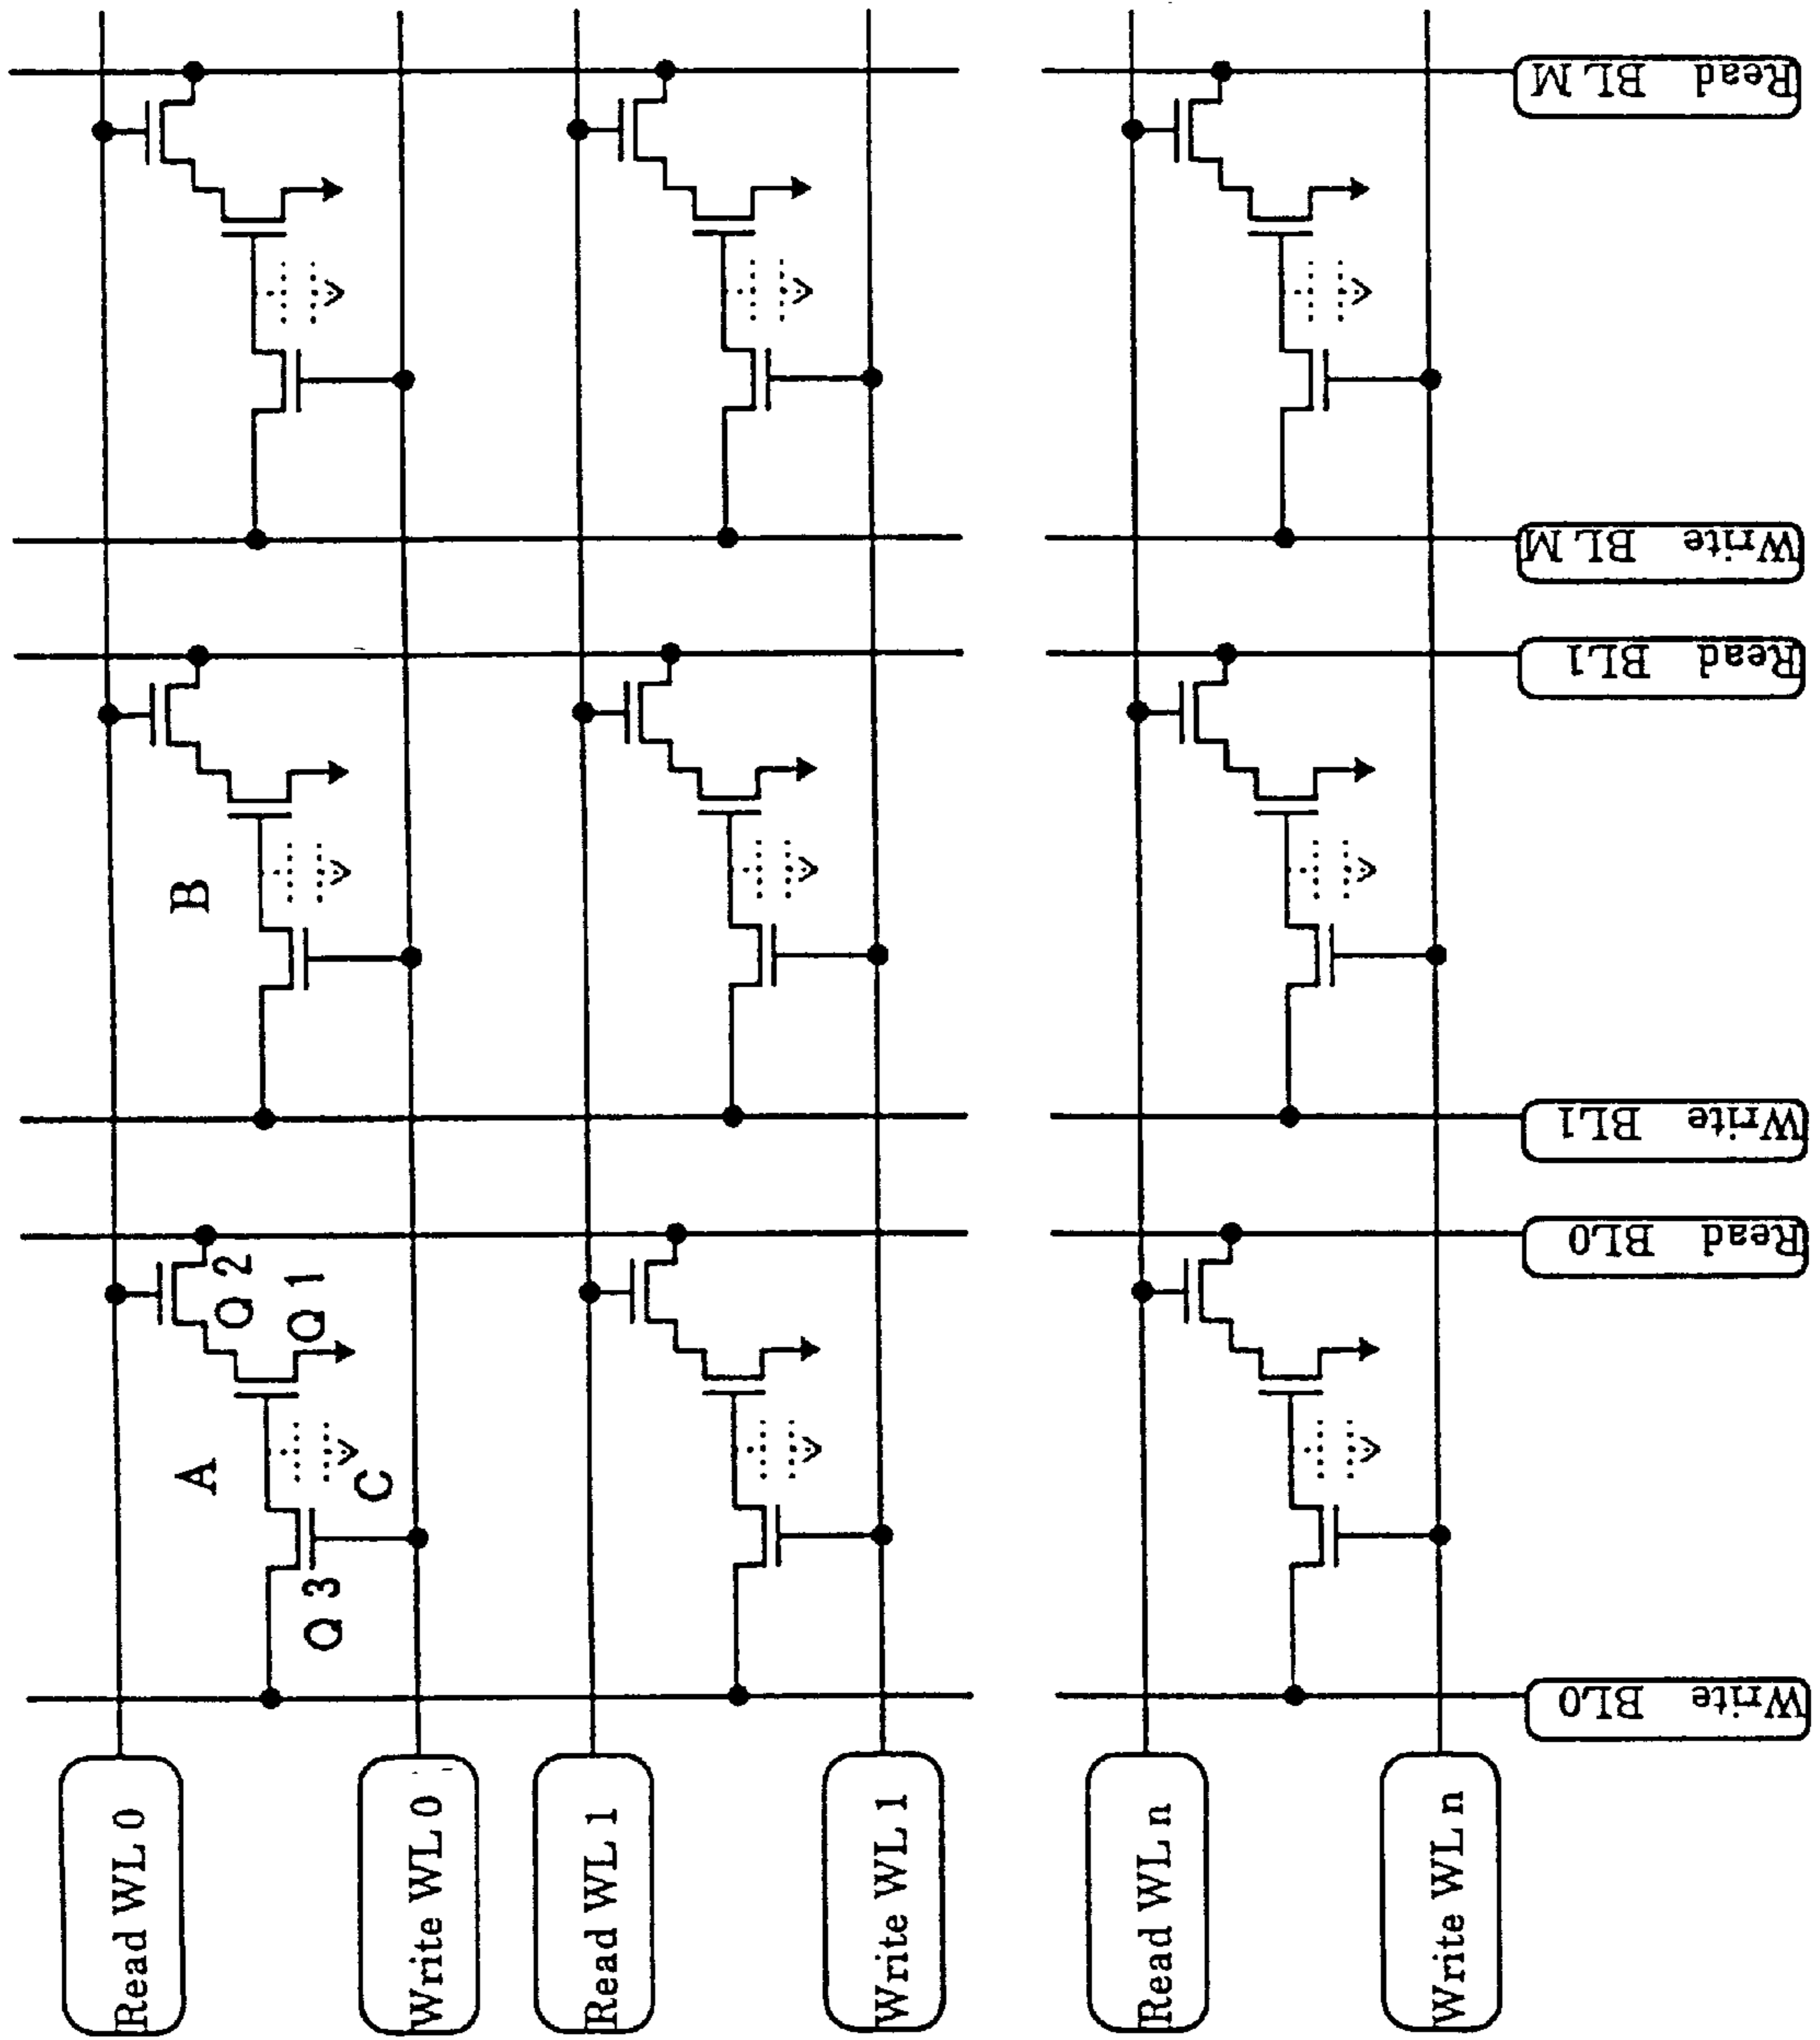 Read WL 0
Write WL 0
Read WL 1
Write WL 1
Read WL n
Write WL n
A
B
C
Q 1
Q 2
Q 3
Write BL0
Read BL0
Write BL1
Read BL1
Write BL M
Read BL M